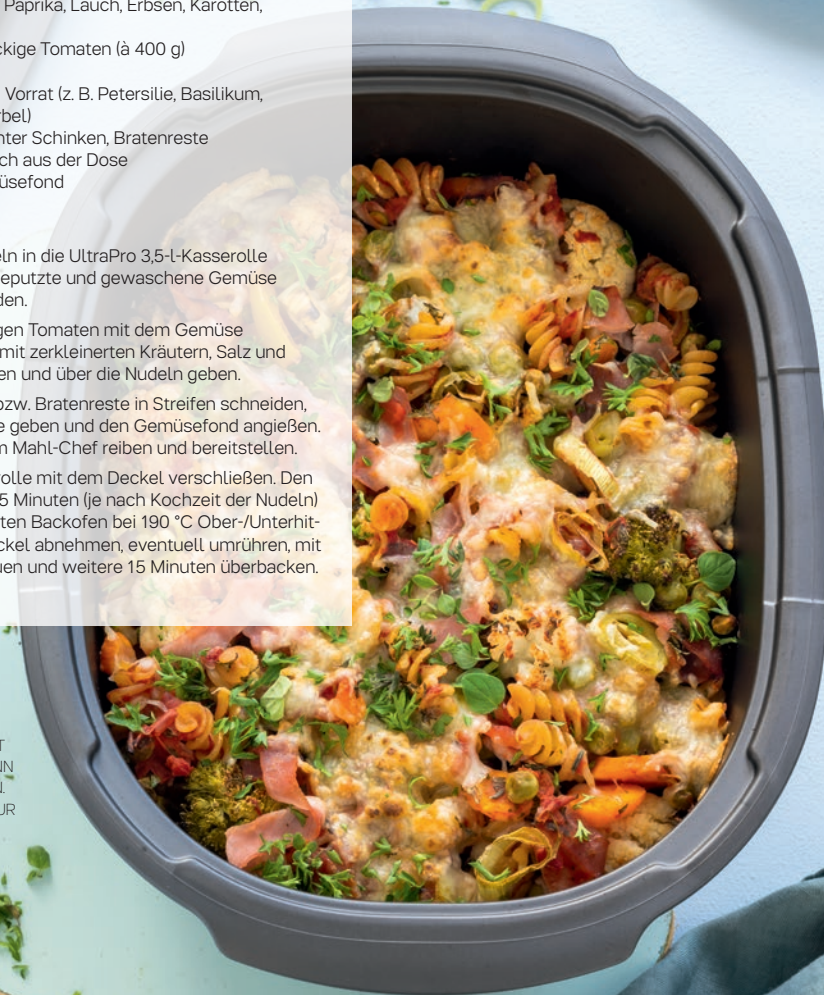 Paprika, Lauch, Erbsen, Karotten,
ckige Tomaten (à 400 g)
Vorrat (z. B. Petersilie, Basilikum,
rbel)
nter Schinken, Bratenreste
ch aus der Dose
üsefond
eln in die UltraPro 3,5-l-Kasserolle
eputzte und gewaschene Gemüse
den.
gen Tomaten mit dem Gemüse
mit zerkleinerten Kräutern, Salz und
en und über die Nudeln geben.
bzw. Bratenreste in Streifen schneiden,
e geben und den Gemüsefond angießen.
m Mahl-Chef reiben und bereitstellen.
rolle mit dem Deckel verschließen. Den
5 Minuten (je nach Kochzeit der Nudeln)
ten Backofen bei 190 °C Ober-/Unterhit-
ckel abnehmen, eventuell umrühren, mit
uen und weitere 15 Minuten überbacken.
T
NN
N.
UR